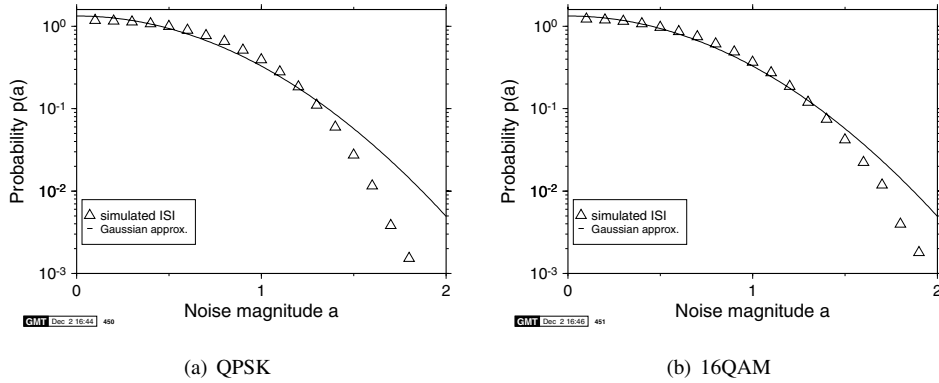 10^0
10^-1
10^-2
10^-3
Probability p(a)
simulated ISI
Gaussian approx.
0 1 2
Noise magnitude a
GMT Dec 2 16:44 450
(a) QPSK
10^0
10^-1
10^-2
10^-3
Probability p(a)
simulated ISI
Gaussian approx.
0 1 2
Noise magnitude a
GMT Dec 2 16:46 451
(b) 16QAM